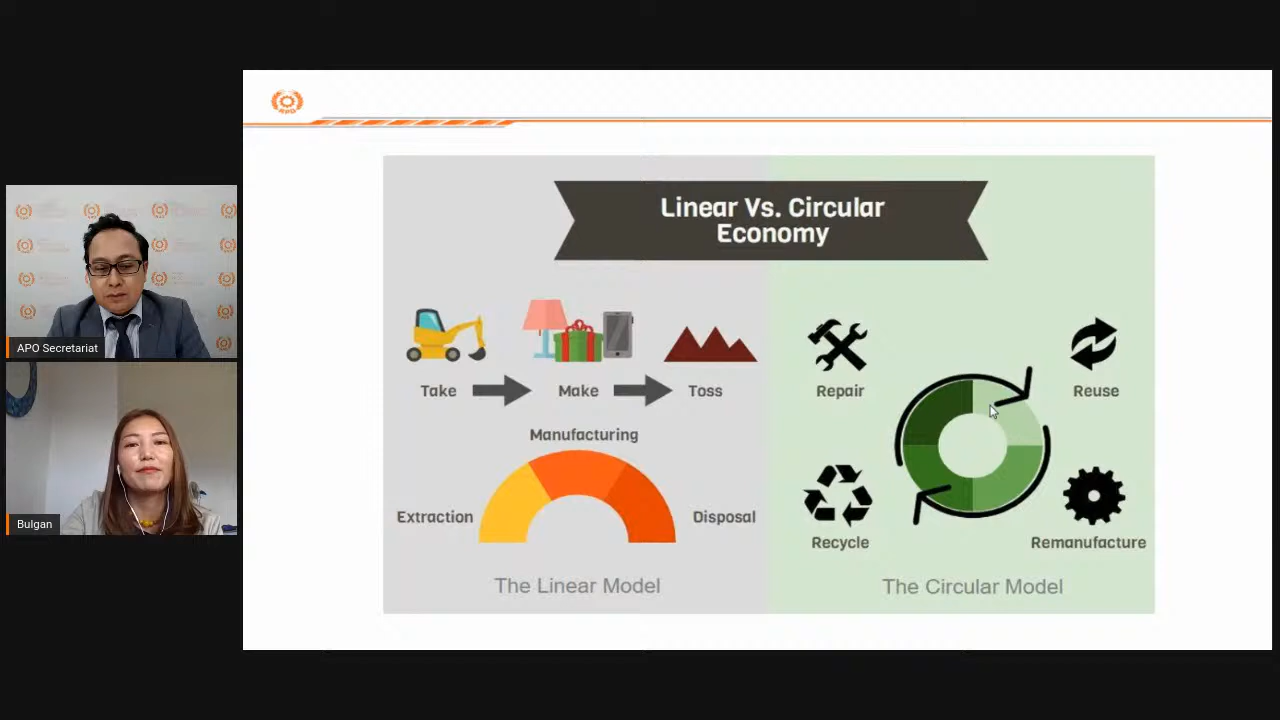 APO
Linear Vs. Circular
Economy
Take
Make
Toss
Manufacturing
Extraction
Disposal
The Linear Model
Repair
Reuse
Recycle
Remanufacture
The Circular Model
APO Secretariat
Bulgan